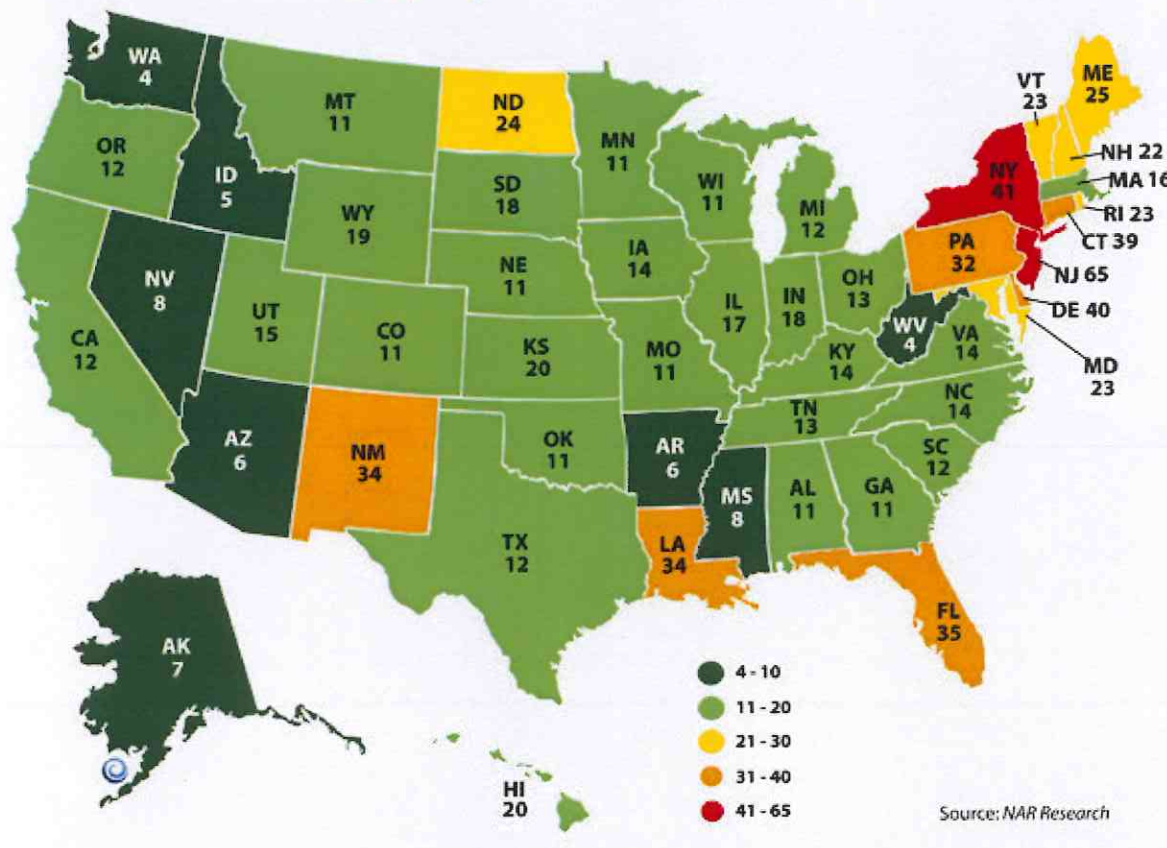 WA
4
MT
11
ND
24
MN
11
VT
23
ME
25
OR
12
ID
5
SD
18
WI
11
MI
12
NY
41
NH 22
MA 16
RI 23
CT 39
NJ 65
DE 40
MD
23
WY
19
NV
8
UT
15
CA
12
CO
11
NE
11
IA
14
IL
17
IN
18
OH
13
PA
32
WV
4
VA
14
KS
20
MO
11
KY
14
NC
14
TN
13
SC
12
AZ
6
NM
34
OK
11
AR
6
MS
8
AL
11
GA
11
TX
12
LA
34
FL
35
AK
7
HI
20
4 - 10
11 - 20
21 - 30
31 - 40
41 - 65
Source: NAR Research